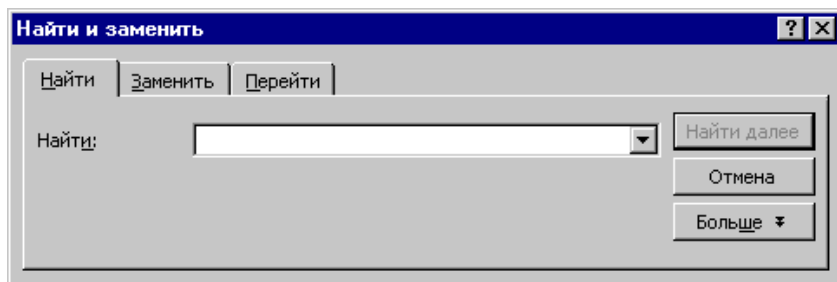 Найти и заменить
Найти Заменить Перейти
Найти: Найти далее
Отмена
Больше